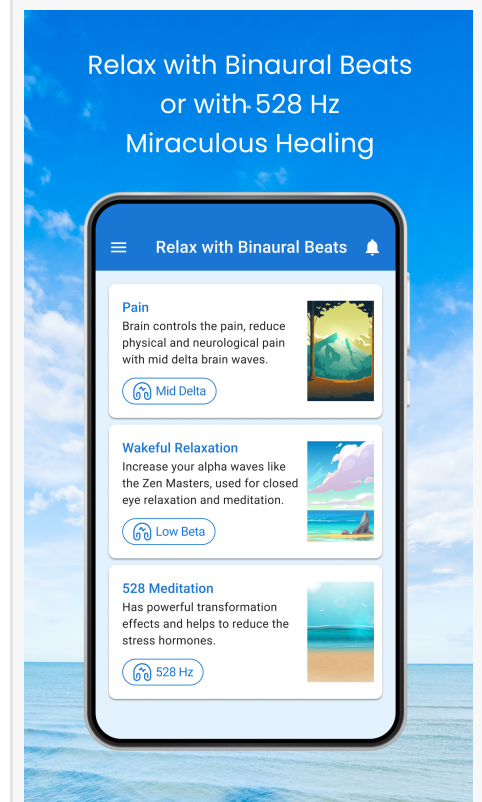 Relax with Binaural Beats
or with 528 Hz
Miraculous Healing
Relax with Binaural Beats
Pain
Brain controls the pain, reduce
physical and neurological pain
with mid delta brain waves.
Mid Delta
Wakeful Relaxation
Increase your alpha waves like
the Zen Masters, used for closed
eye relaxation and meditation.
Low Beta
528 Meditation
Has powerful transformation
effects and helps to reduce the
stress hormones.
528 Hz